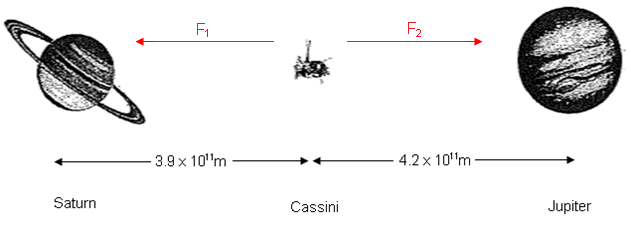 F₁
F₂
3.9 x 10¹¹m
4.2 x 10¹¹m
Saturn
Cassini
Jupiter